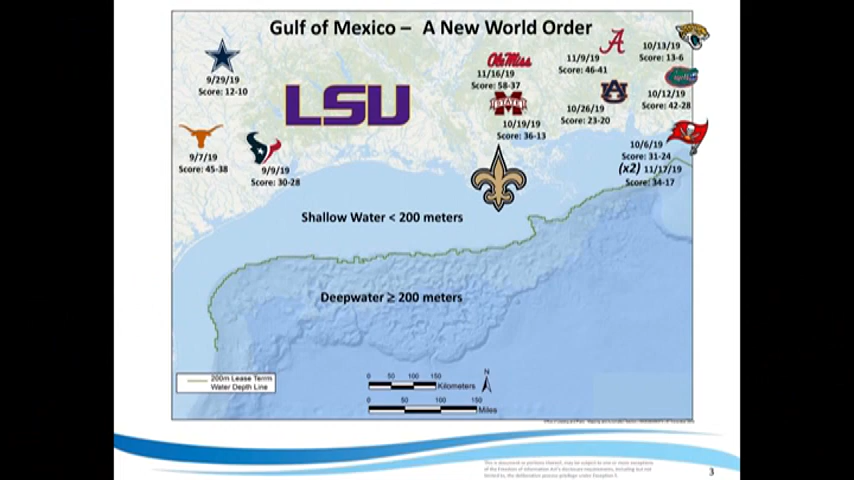 Gulf of Mexico – A New World Order
9/29/19
Score: 12-10
LSU
Ole Miss
11/16/19
Score: 58-37
STATE
10/19/19
Score: 36-13
11/9/19
Score: 46-41
10/26/19
Score: 23-20
10/13/19
Score: 13-6
Gators
10/12/19
Score: 42-28
10/6/19
Score: 31-24
(x2) 11/17/19
Score: 34-17
9/7/19
Score: 45-38
9/9/19
Score: 30-28
Shallow Water < 200 meters
Deepwater ≥ 200 meters
200m Lease Term
Water Depth Line
0 50 100 150
Kilometers
N
0 50 100 150
Miles
3